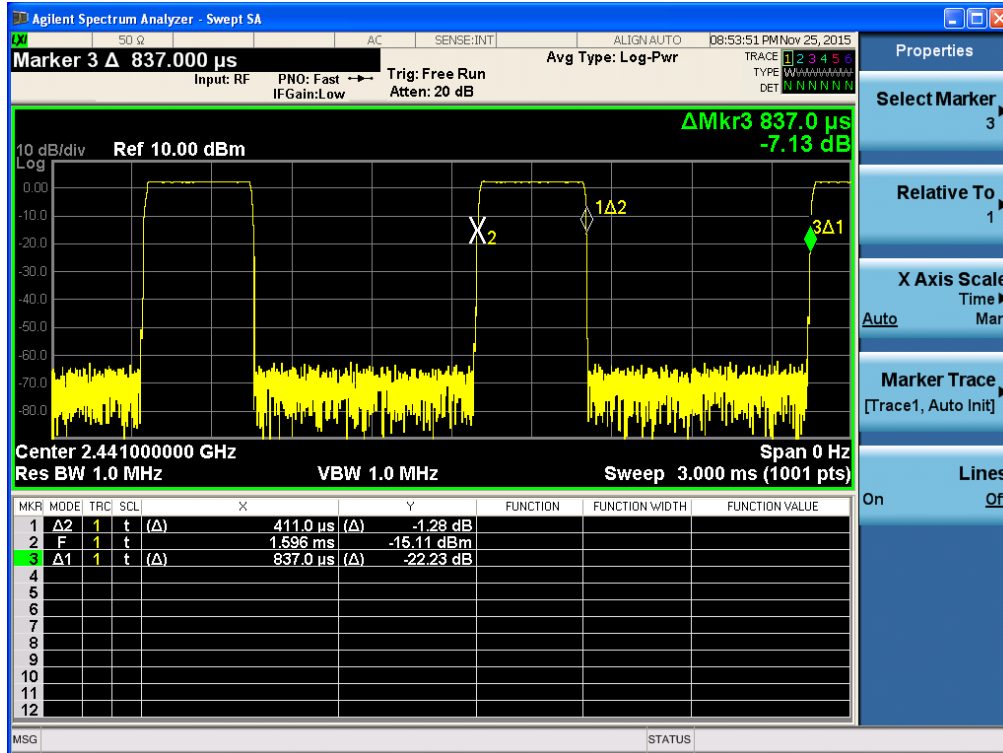 Agilent Spectrum Analyzer - Swept SA
LXI 50 Ω AC SENSE:INT ALIGN AUTO 08:53:51 PM Nov 25, 2015
Marker 3 Δ 837.000 µs
Input: RF
PNO: Fast
IFGain:Low
Trig: Free Run
Atten: 20 dB
Avg Type: Log-Pwr
TRACE 1 2 3 4 5 6
TYPE WWWWWW
DET N N N N N N
ΔMkr3 837.0 µs
-7.13 dB
10 dB/div Ref 10.00 dBm
Log
0.00
-10.0
-20.0
-30.0
-40.0
-50.0
-60.0
-70.0
-80.0
X2
1Δ2
3Δ1
Center 2.441000000 GHz Span 0 Hz
Res BW 1.0 MHz VBW 1.0 MHz Sweep 3.000 ms (1001 pts)
MKR MODE TRC SCL X Y FUNCTION FUNCTION WIDTH FUNCTION VALUE
1 Δ2 1 t (Δ) 411.0 µs (Δ) -1.28 dB
2 F 1 t 1.596 ms -15.11 dBm
3 Δ1 1 t (Δ) 837.0 µs (Δ) -22.23 dB
4
5
6
7
8
9
10
11
12
MSG STATUS
Properties
Select Marker
3
Relative To
1
X Axis Scale
Time
Auto Man
Marker Trace
[Trace1, Auto Init]
Lines
On Off